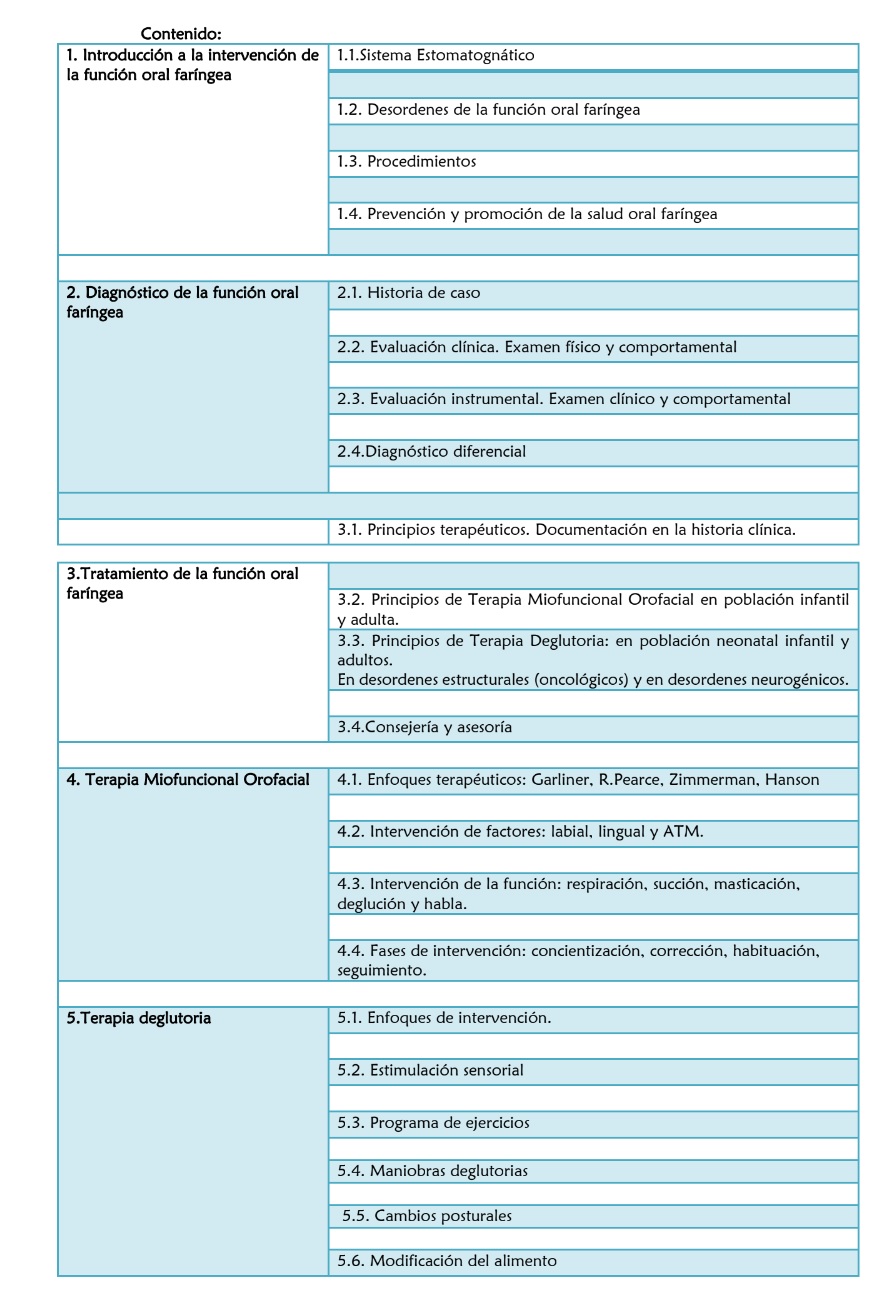 Contenido:
1. Introducción a la intervención de
la función oral faríngea
1.1.Sistema Estomatognático
1.2. Desordenes de la función oral faríngea
1.3. Procedimientos
1.4. Prevención y promoción de la salud oral faríngea
2. Diagnóstico de la función oral
faríngea
2.1. Historia de caso
2.2. Evaluación clínica. Examen físico y comportamental
2.3. Evaluación instrumental. Examen clínico y comportamental
2.4.Diagnóstico diferencial
3.1. Principios terapéuticos. Documentación en la historia clínica.
3.Tratamiento de la función oral
faríngea
3.2. Principios de Terapia Miofuncional Orofacial en población infantil
y adulta.
3.3. Principios de Terapia Deglutoria: en población neonatal infantil y
adultos.
En desordenes estructurales (oncológicos) y en desordenes neurogénicos.
3.4.Consejería y asesoría
4. Terapia Miofuncional Orofacial
4.1. Enfoques terapéuticos: Garliner, R.Pearce, Zimmerman, Hanson
4.2. Intervención de factores: labial, lingual y ATM.
4.3. Intervención de la función: respiración, succión, masticación,
deglución y habla.
4.4. Fases de intervención: concientización, corrección, habituación,
seguimiento.
5.Terapia deglutoria
5.1. Enfoques de intervención.
5.2. Estimulación sensorial
5.3. Programa de ejercicios
5.4. Maniobras deglutorias
5.5. Cambios posturales
5.6. Modificación del alimento